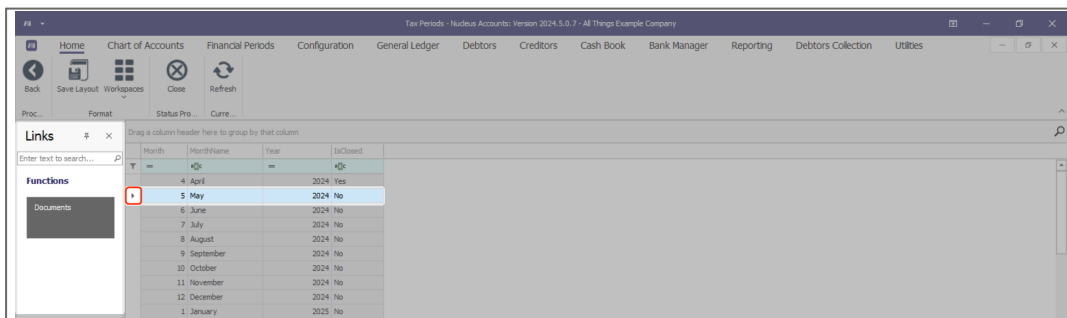 Tax Periods - Nucleus Accounts: Version 2024.5.0.7 - All Things Example Company
Home Chart of Accounts Financial Periods Configuration General Ledger Debtors Creditors Cash Book Bank Manager Reporting Debtors Collection Utilities
Back Save Layout Workspaces Close Refresh
Proc... Format Status Pro... Curre...
Links
Drag a column header here to group by that column
Enter text to search...
Month MonthName Year IsClosed
= =
Functions
Documents
4 April 2024 Yes
5 May 2024 No
6 June 2024 No
7 July 2024 No
8 August 2024 No
9 September 2024 No
10 October 2024 No
11 November 2024 No
12 December 2024 No
1 January 2025 No